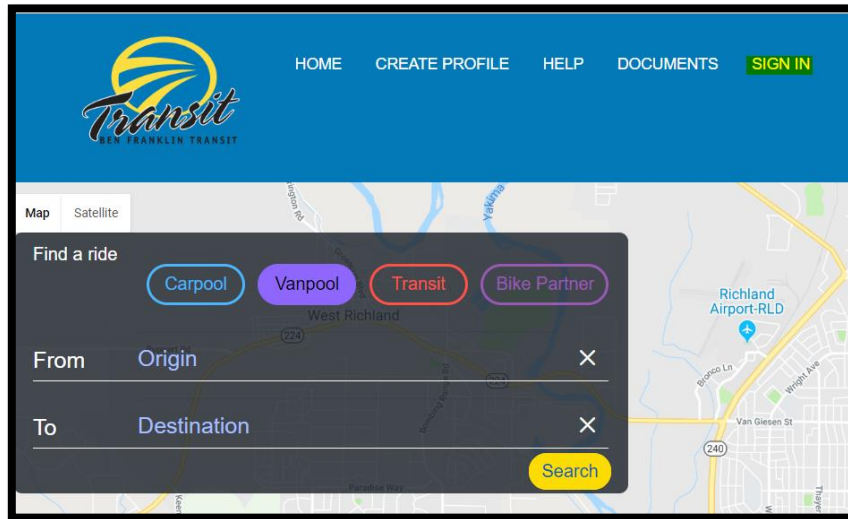 HOME CREATE PROFILE HELP DOCUMENTS SIGN IN
Transit
BEN FRANKLIN TRANSIT
Map Satellite
Yakima
Find a ride
Carpool Vanpool Transit Bike Partner
West Richland
Richland
Airport-RLD
224
From Origin
224
Bronco Ln
Wright Ave
To Destination
Van Giesen St
240
Search
Paradise Way
Thayer